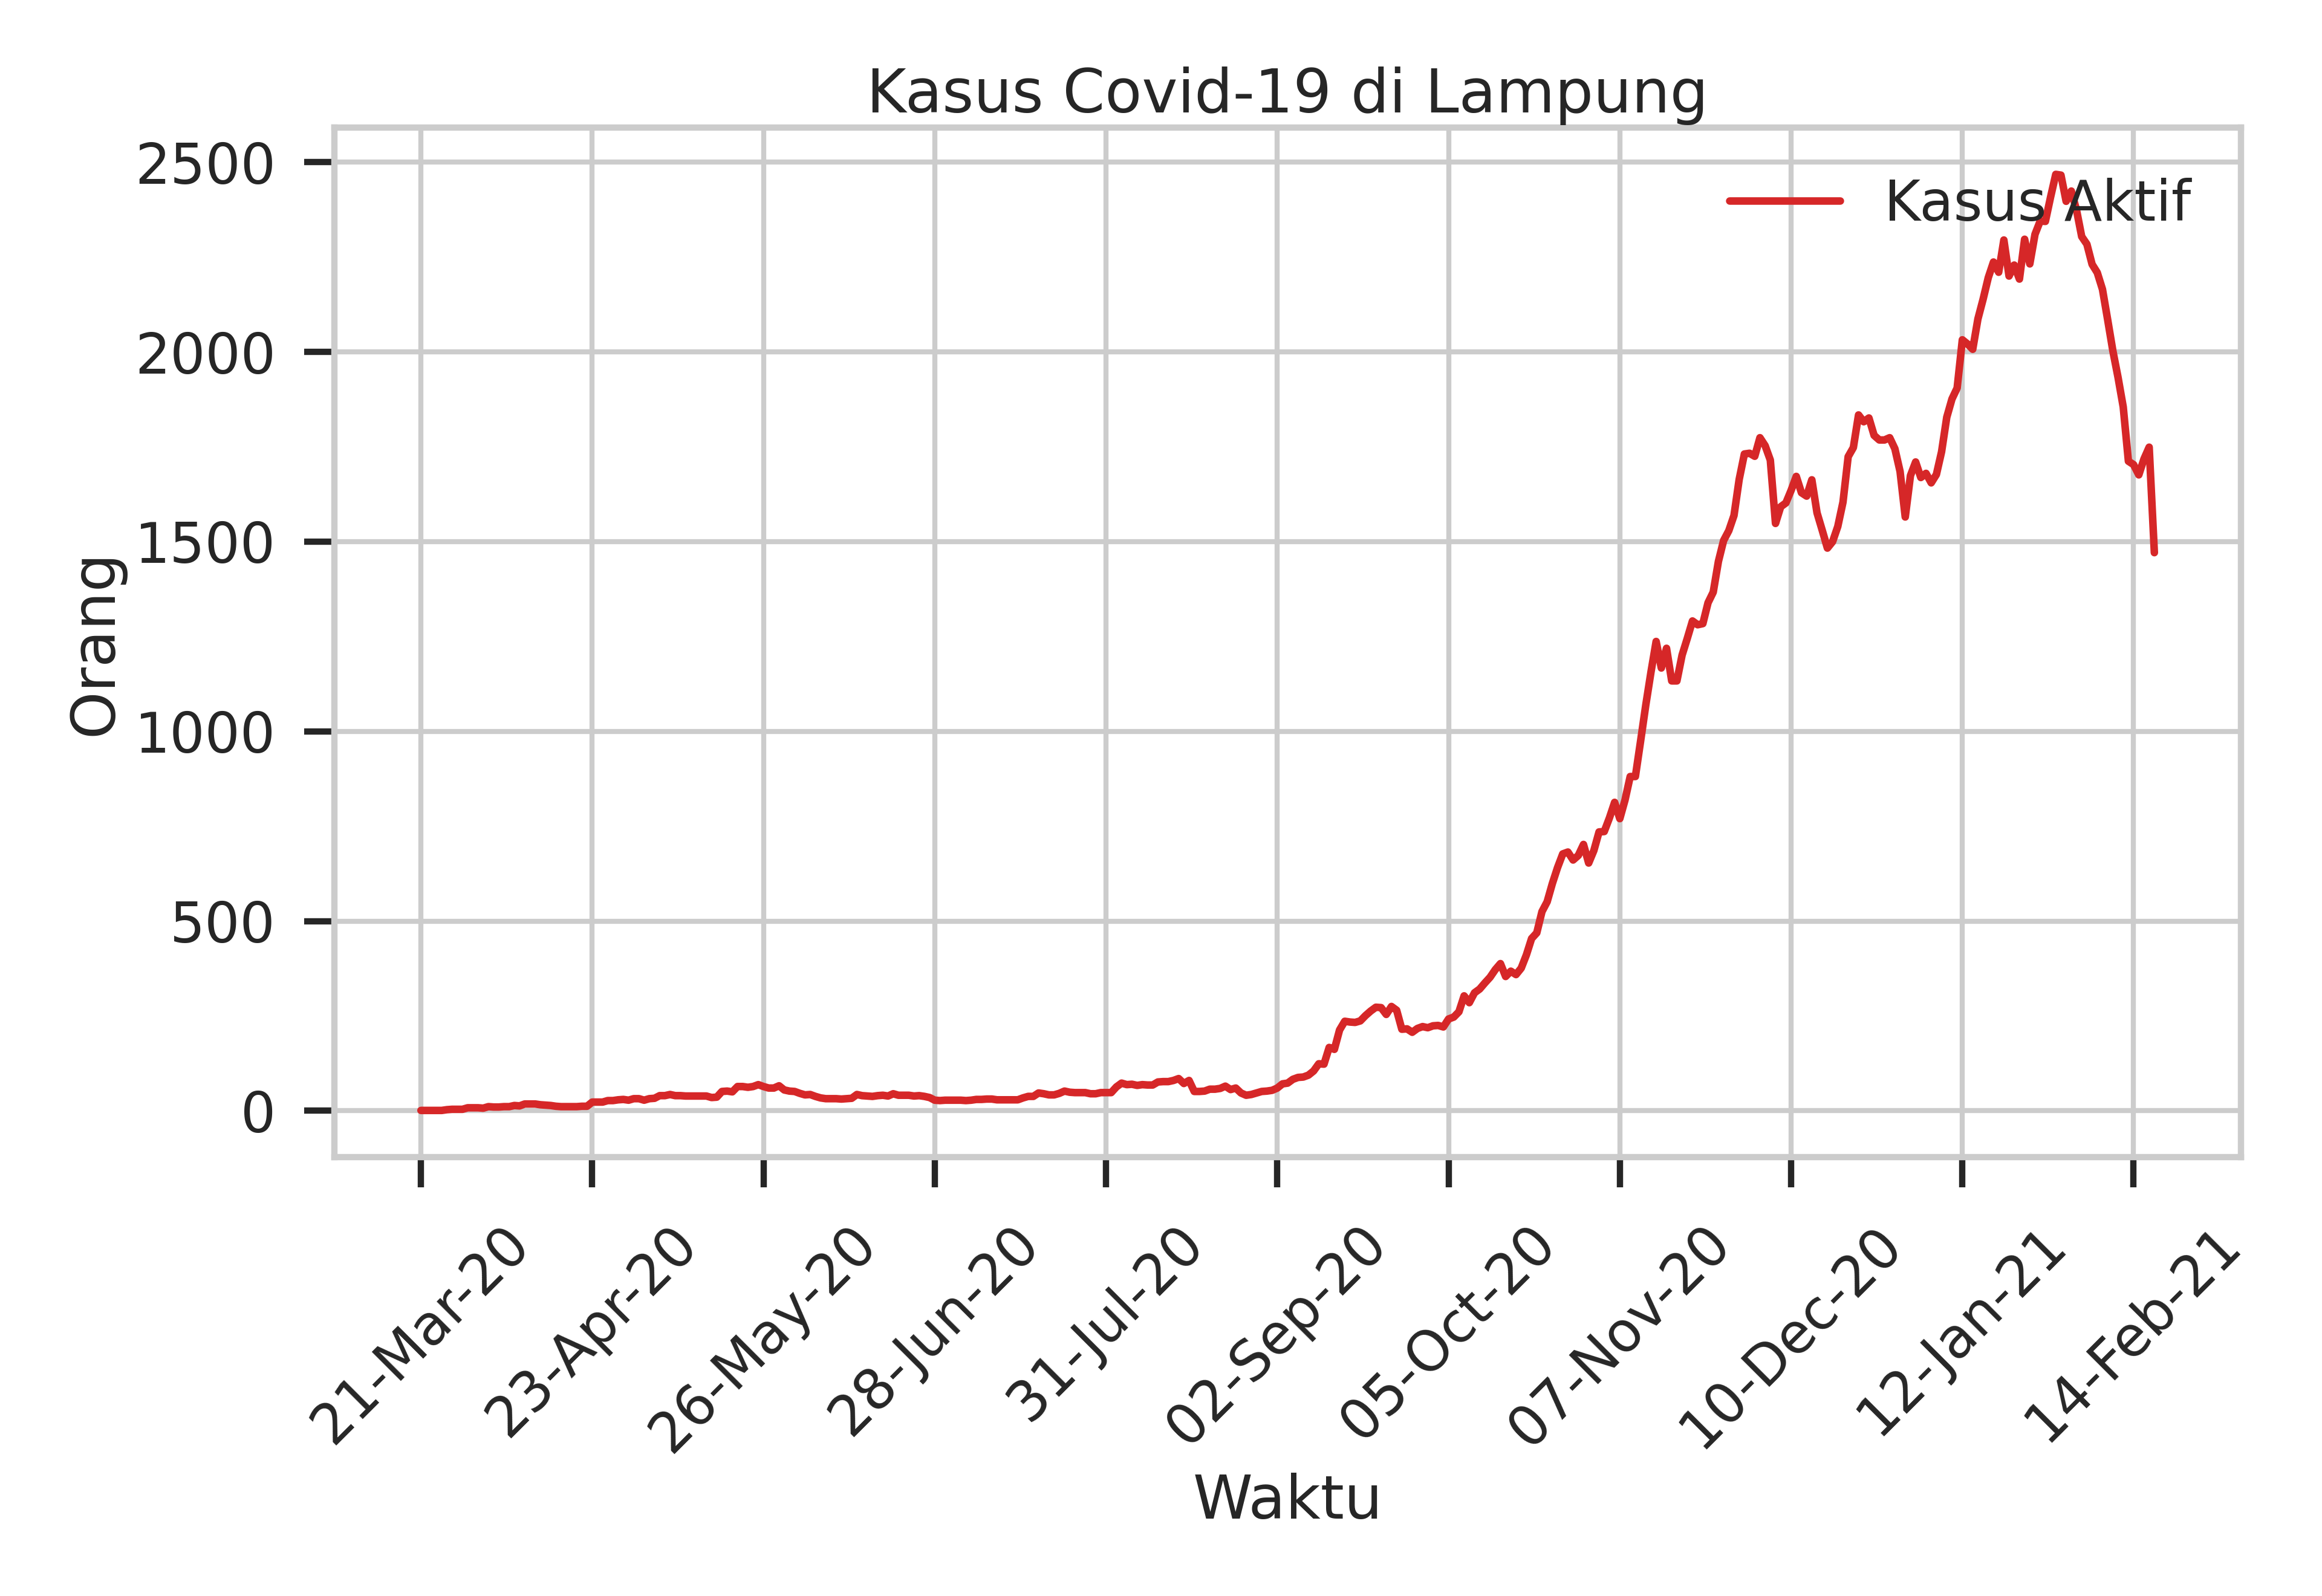 Kasus Covid-19 di Lampung
2500
2000
1500
1000
500
0
Orang
Kasus Aktif
21-Mar-20
23-Apr-20
26-May-20
28-Jun-20
31-Jul-20
02-Sep-20
05-Oct-20
07-Nov-20
10-Dec-20
12-Jan-21
14-Feb-21
Waktu